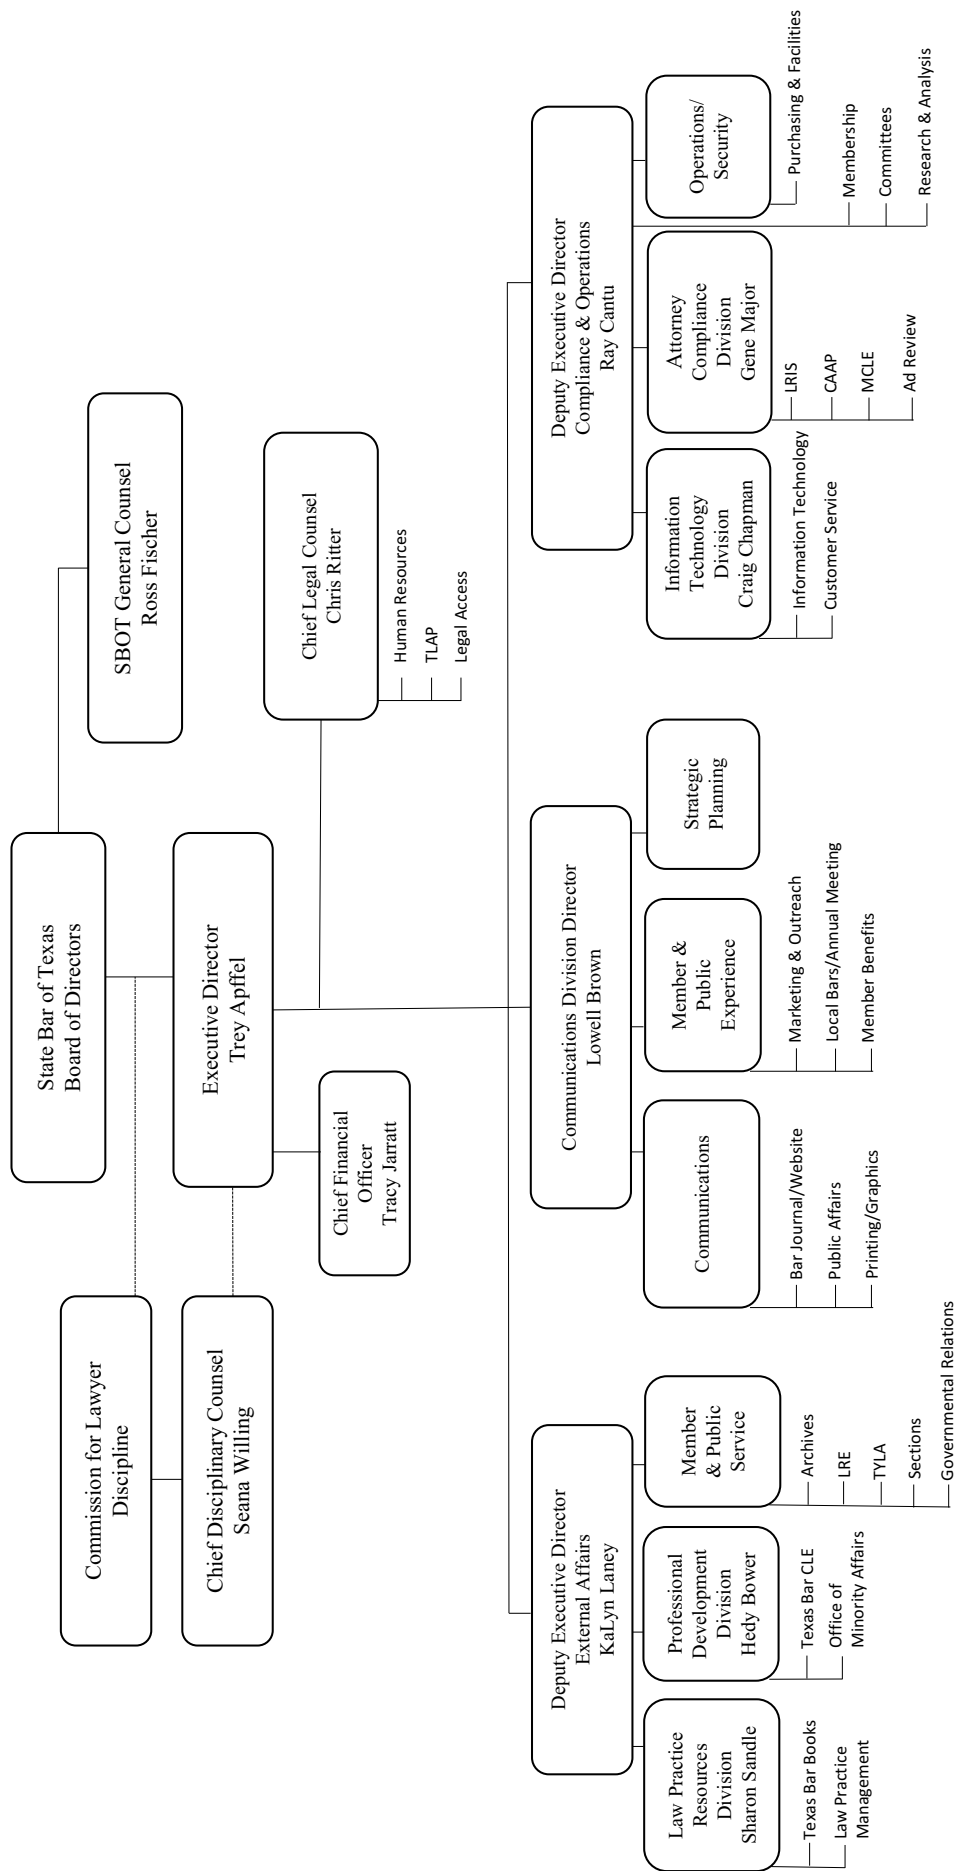 State Bar of Texas
Board of Directors
SBOT General Counsel
Ross Fischer
Commission for Lawyer
Discipline
Executive Director
Trey Apffel
Chief Disciplinary Counsel
Seana Willing
Chief Legal Counsel
Chris Ritter
Human Resources
TLAP
Legal Access
Chief Financial
Officer
Tracy Jarratt
Deputy Executive Director
External Affairs
KaLyn Laney
Communications Division Director
Lowell Brown
Deputy Executive Director
Compliance & Operations
Ray Cantu
Law Practice
Resources
Division
Sharon Sandle
Texas Bar Books
Law Practice
Management
Professional
Development
Division
Hedy Bower
Texas Bar CLE
Office of
Minority Affairs
Member
& Public
Service
Archives
LRE
TYLA
Sections
Governmental Relations
Communications
Bar Journal/Website
Public Affairs
Printing/Graphics
Member &
Public
Experience
Marketing & Outreach
Local Bars/Annual Meeting
Member Benefits
Strategic
Planning
Information
Technology
Division
Craig Chapman
Information Technology
Customer Service
Attorney
Compliance
Division
Gene Major
LRIS
CAAP
MCLE
Ad Review
Operations/
Security
Purchasing & Facilities
Membership
Committees
Research & Analysis